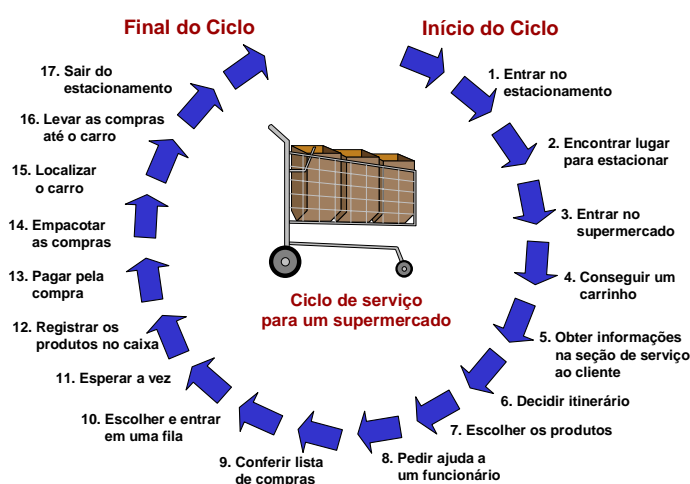 Final do Ciclo
Início do Ciclo
1. Entrar no
estacionamento
2. Encontrar lugar
para estacionar
3. Entrar no
supermercado
4. Conseguir um
carrinho
5. Obter informações
na seção de serviço
ao cliente
6. Decidir itinerário
7. Escolher os produtos
8. Pedir ajuda a
um funcionário
9. Conferir lista
de compras
10. Escolher e entrar
em uma fila
11. Esperar a vez
12. Registrar os
produtos no caixa
13. Pagar pela
compra
14. Empacotar
as compras
15. Localizar
o carro
16. Levar as compras
até o carro
17. Sair do
estacionamento
Ciclo de serviço
para um supermercado